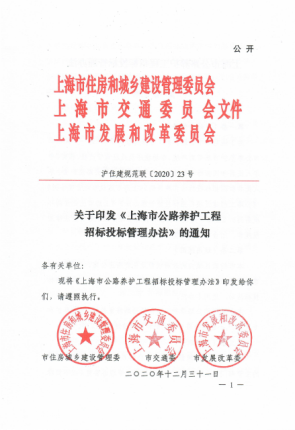 公 开
上海市住房和城乡建设管理委员会
上海市交通委员会文件
上海市发展和改革委员会
沪住建规范联〔2020〕23号
关于印发《上海市公路养护工程
招标投标管理办法》的通知
各有关单位：
现将《上海市公路养护工程招标投标管理办法》印发给你
们，请遵照执行。
市住房城乡建设管理委 市交通委 市发展改革委
二〇二〇年十二月三十一日
— 1 —